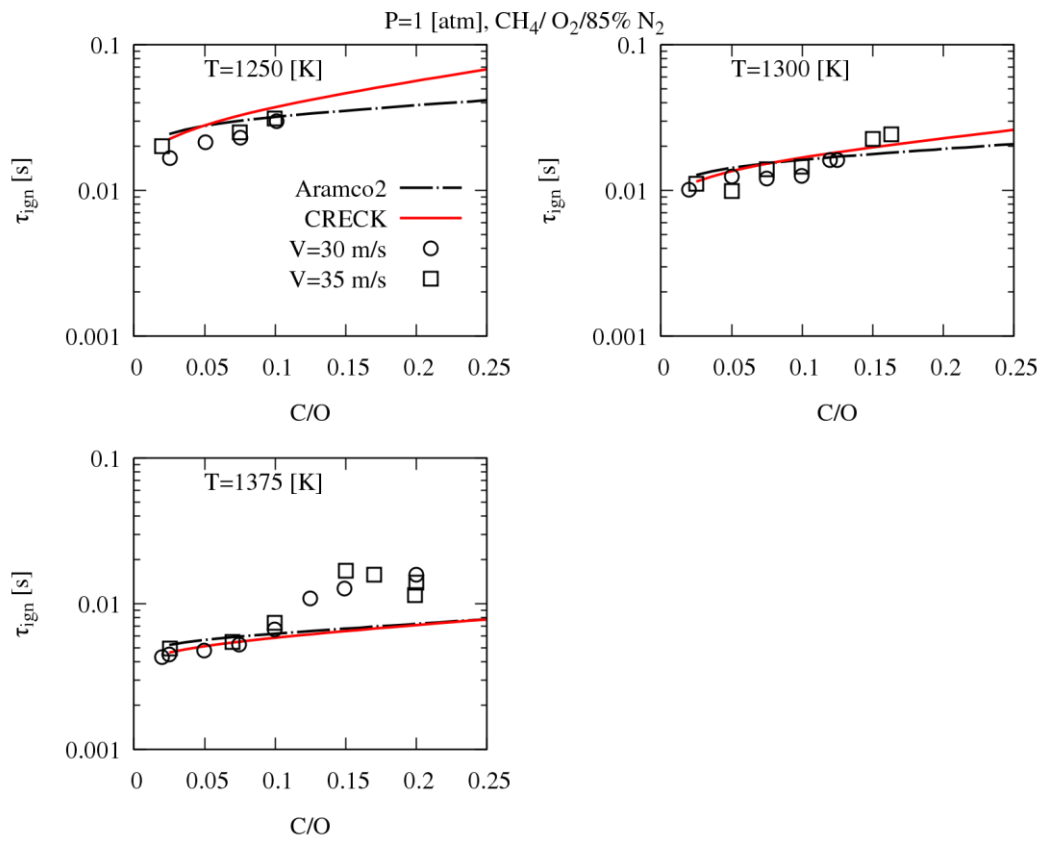 P=1 [atm], CH4/ O2/85% N2
0.1
T=1250 [K]
τign [s]
0.01
Aramco2
CRECK
V=30 m/s
V=35 m/s
0.001
0 0.05 0.1 0.15 0.2 0.25
C/O
0.1
T=1300 [K]
τign [s]
0.01
0.001
0 0.05 0.1 0.15 0.2 0.25
C/O
0.1
T=1375 [K]
τign [s]
0.01
0.001
0 0.05 0.1 0.15 0.2 0.25
C/O